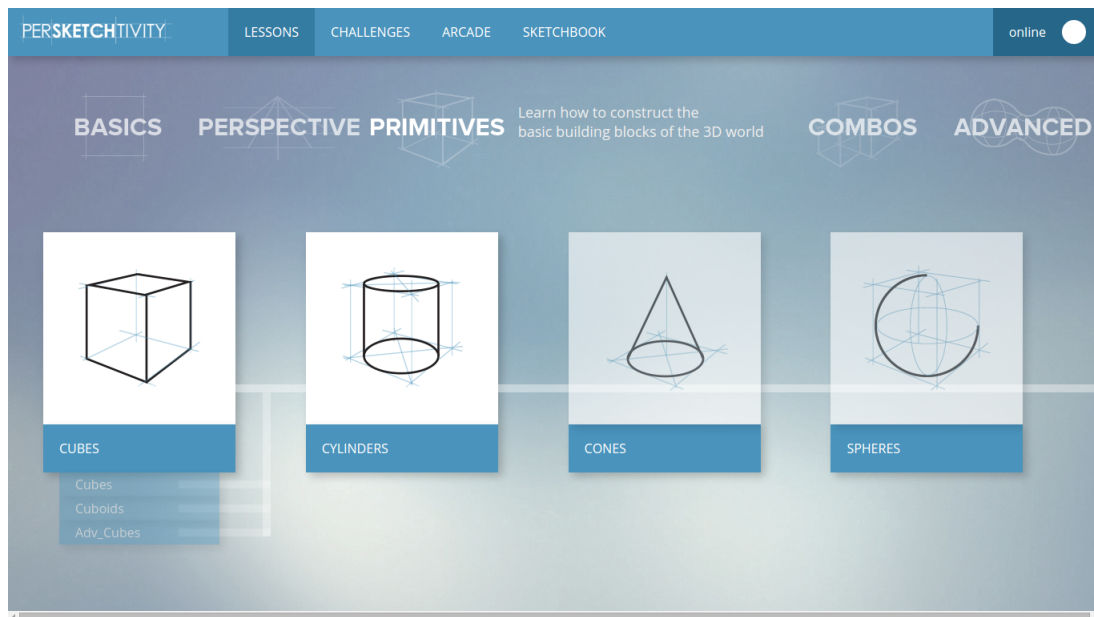 PERSKETCHTIVITY
LESSONS
CHALLENGES
ARCADE
SKETCHBOOK
online
BASICS
PERSPECTIVE
PRIMITIVES
Learn how to construct the
basic building blocks of the 3D world
COMBOS
ADVANCED
CUBES
CYLINDERS
CONES
SPHERES
Cubes
Cuboids
Adv_Cubes